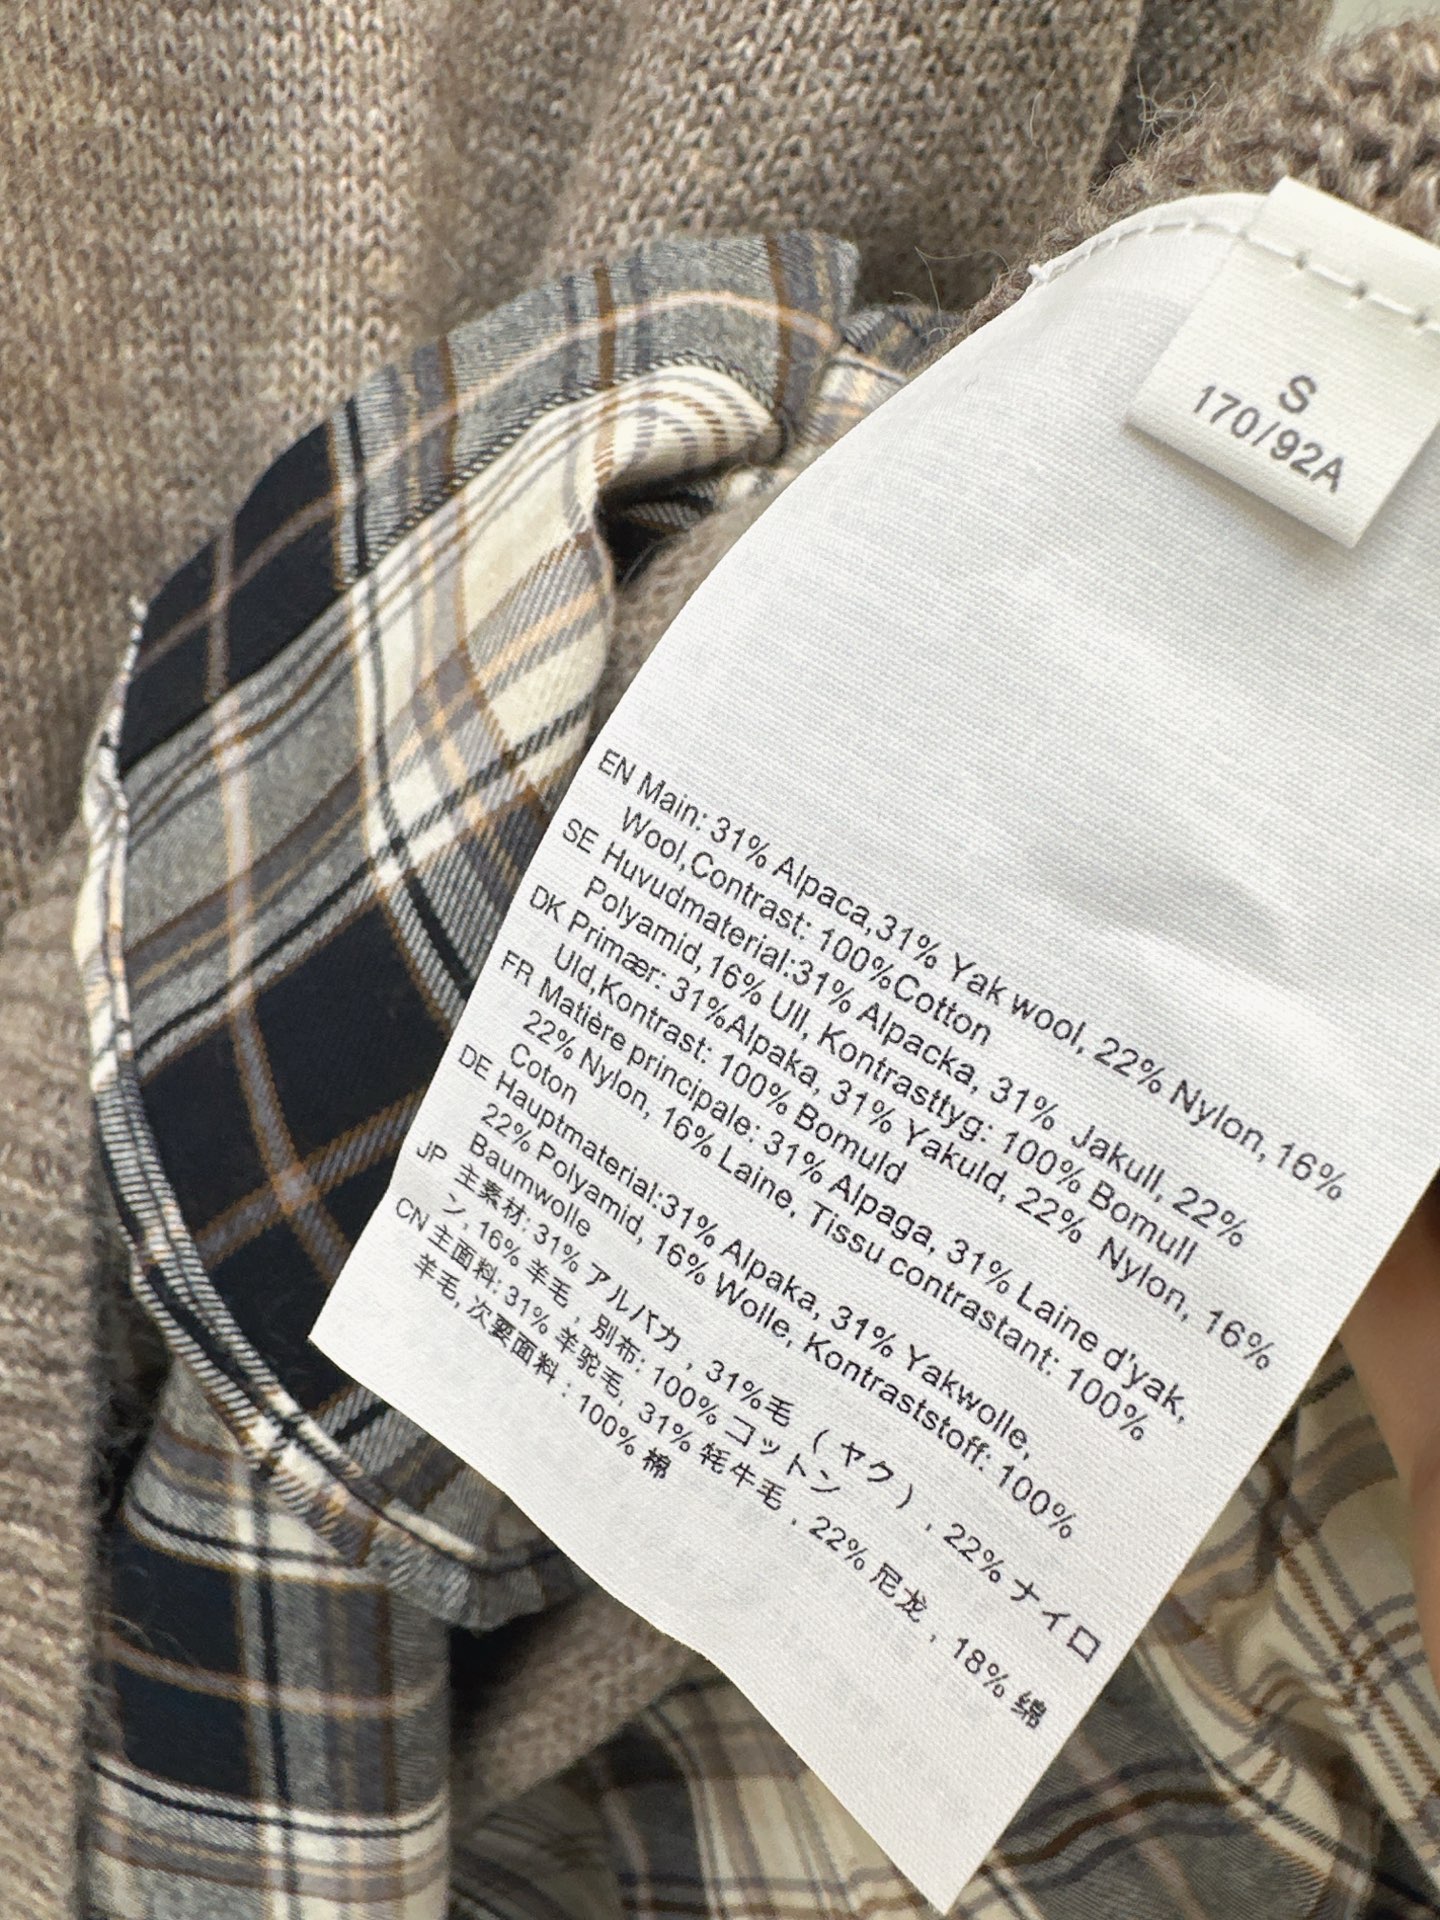 S
170/92A
EN Main: 31% Alpaca,31% Yak wool, 22% Nylon,16%
Wool,Contrast: 100%Cotton
SE Huvudmaterial:31% Alpacka, 31% Jakull, 22%
Polyamid,16% Ull, Kontrasttyg: 100% Bomull
DK Primær: 31%Alpaka, 31% Yakuld, 22% Nylon, 16%
Uld,Kontrast: 100% Bomuld
FR Matière principale: 31% Alpaga, 31% Laine d'yak,
22% Nylon, 16% Laine, Tissu contrastant: 100%
Coton
DE Hauptmaterial:31% Alpaka, 31% Yakwolle,
22% Polyamid, 16% Wolle, Kontraststoff: 100%
Baumwolle
JP 主素材: 31% アルパカ , 31%毛 ( ヤク ) , 22% ナイロ
ン, 16% 羊毛 , 別布: 100% コットン
CN 主面料: 31% 羊驼毛, 31% 牦牛毛 , 22% 尼龙 , 18% 绵
羊毛, 次要面料 : 100% 棉